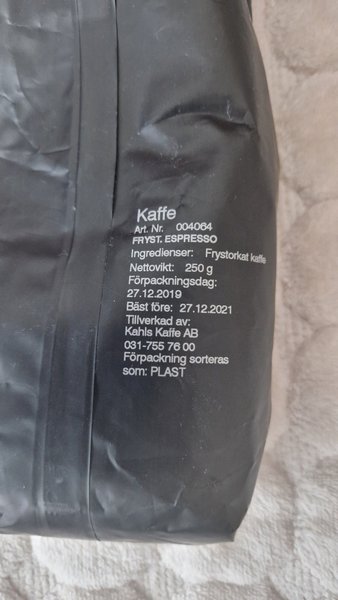 Kaffe
Art. Nr. 004064
FRYST. ESPRESSO
Ingredienser: Frystorkat kaffe
Nettovikt: 250 g
Förpackningsdag:
27.12.2019
Bäst före: 27.12.2021
Tillverkad av:
Kahls Kaffe AB
031-755 76 00
Förpackning sorteras
som: PLAST